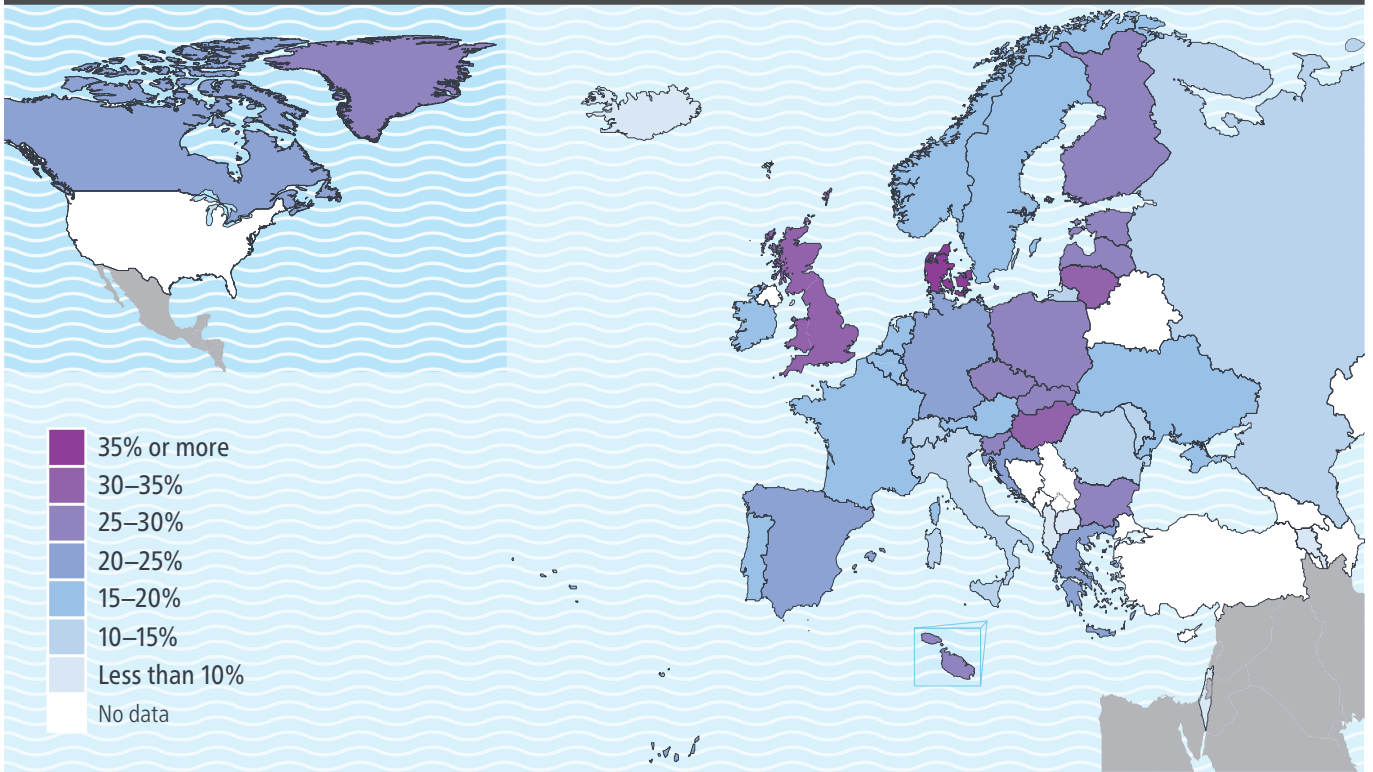 35% or more
30–35%
25–30%
20–25%
15–20%
10–15%
Less than 10%
No data